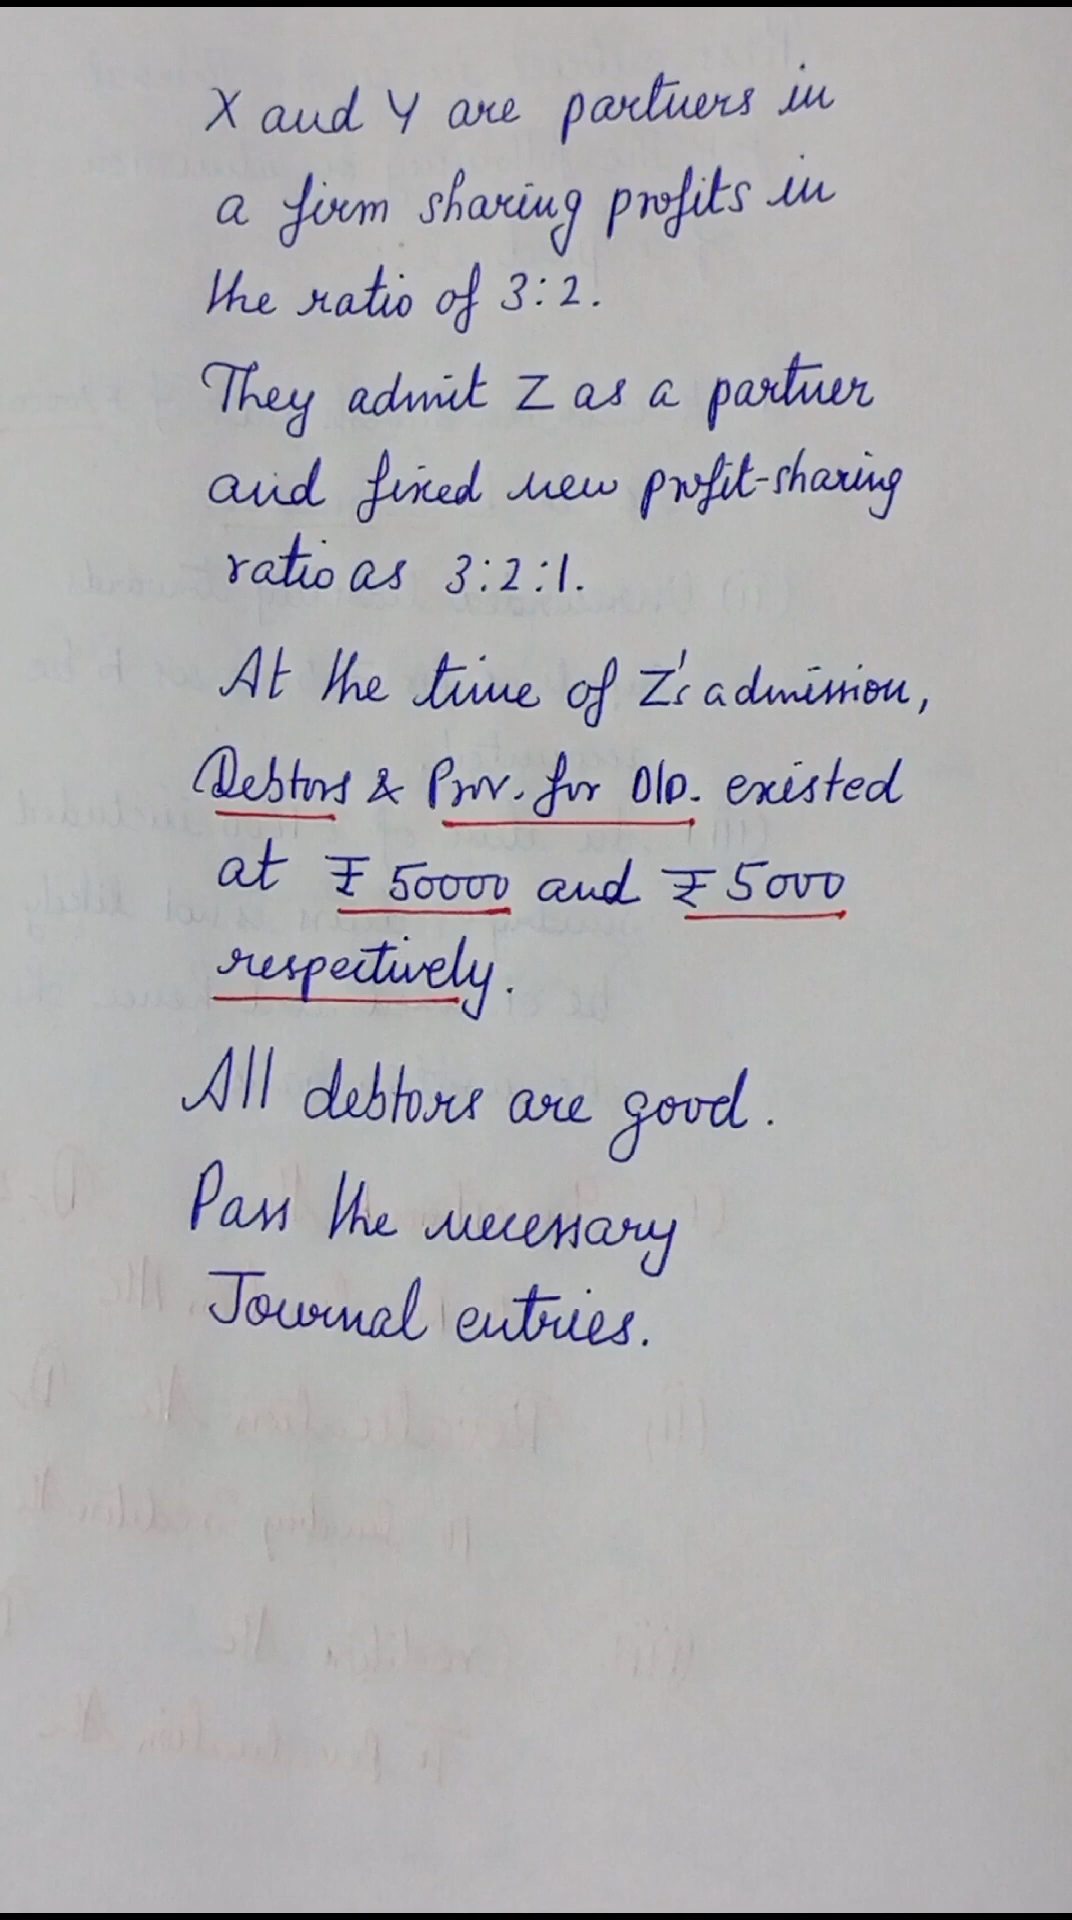 X and Y are partners in
a firm sharing profits in
the ratio of 3:2.
They admit Z as a partner
and fixed new profit-sharing
ratio as 3:2:1.
At the time of Z's admission,
Debtors & Prov. for D/D. existed
at ₹ 50000 and ₹ 5000
respectively.
All debtors are good.
Pass the necessary
Journal entries.